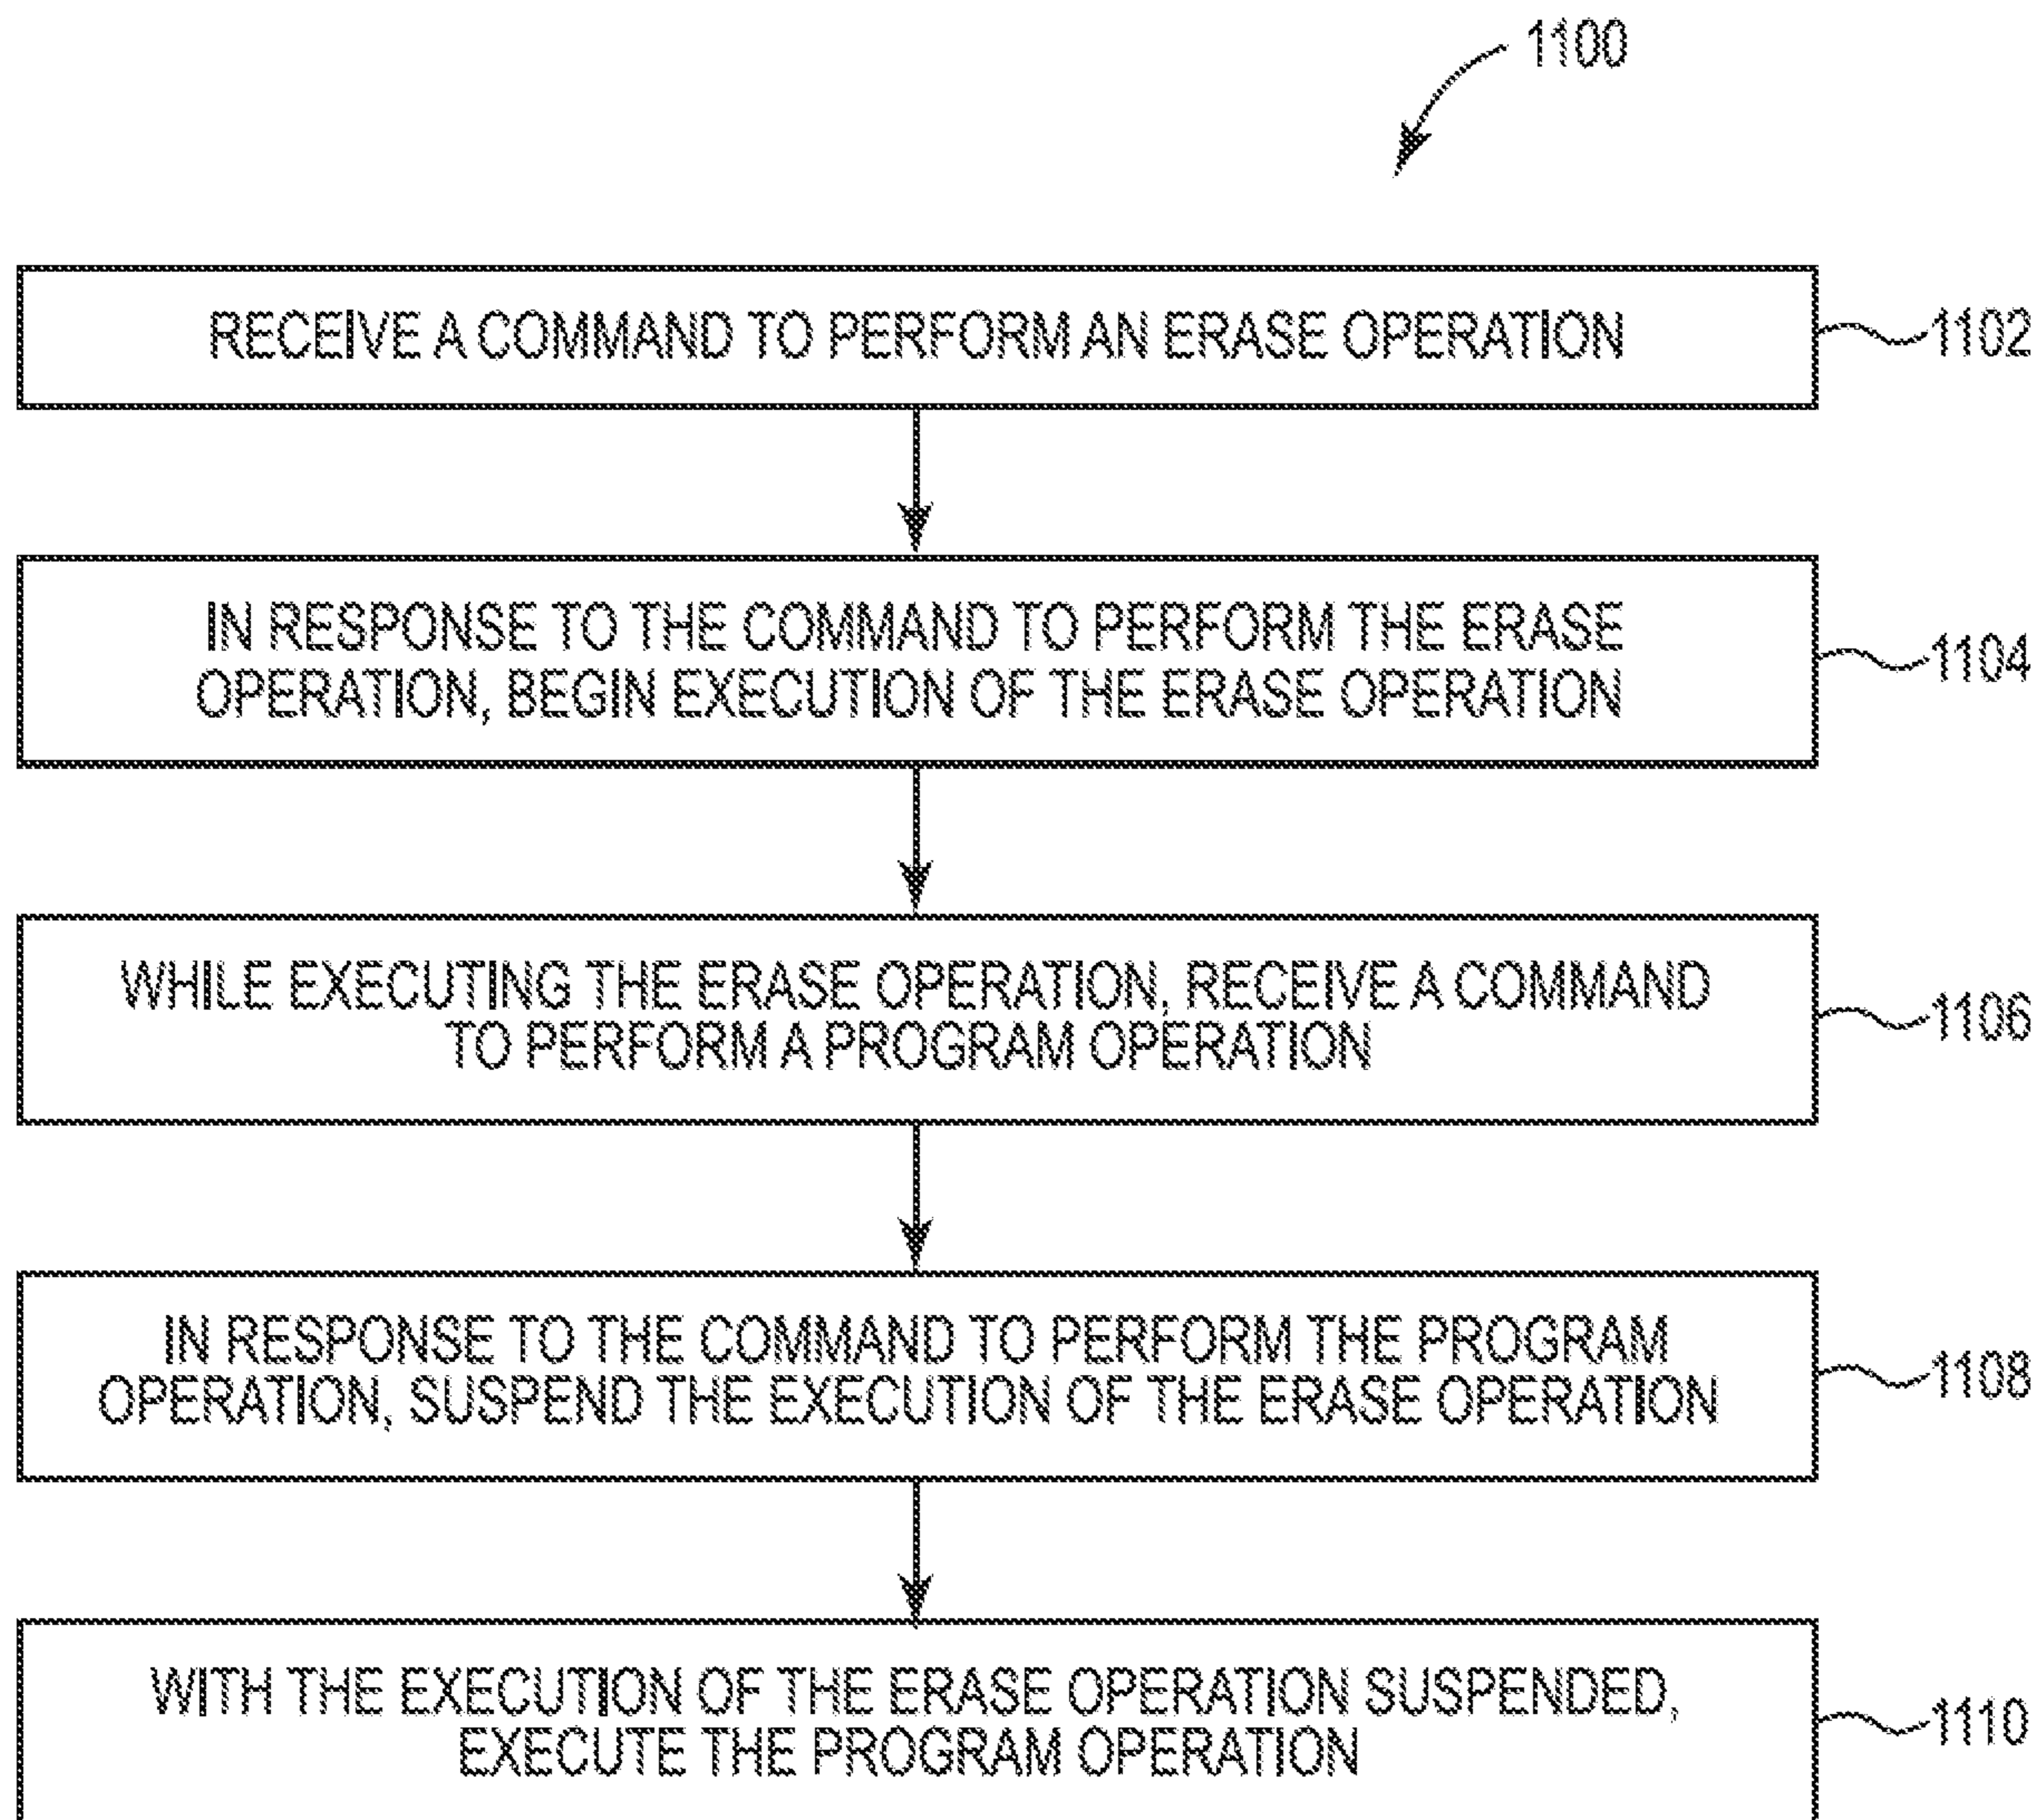 1100
RECEIVE A COMMAND TO PERFORM AN ERASE OPERATION
1102
IN RESPONSE TO THE COMMAND TO PERFORM THE ERASE
OPERATION, BEGIN EXECUTION OF THE ERASE OPERATION
1104
WHILE EXECUTING THE ERASE OPERATION, RECEIVE A COMMAND
TO PERFORM A PROGRAM OPERATION
1106
IN RESPONSE TO THE COMMAND TO PERFORM THE PROGRAM
OPERATION, SUSPEND THE EXECUTION OF THE ERASE OPERATION
1108
WITH THE EXECUTION OF THE ERASE OPERATION SUSPENDED,
EXECUTE THE PROGRAM OPERATION
1110